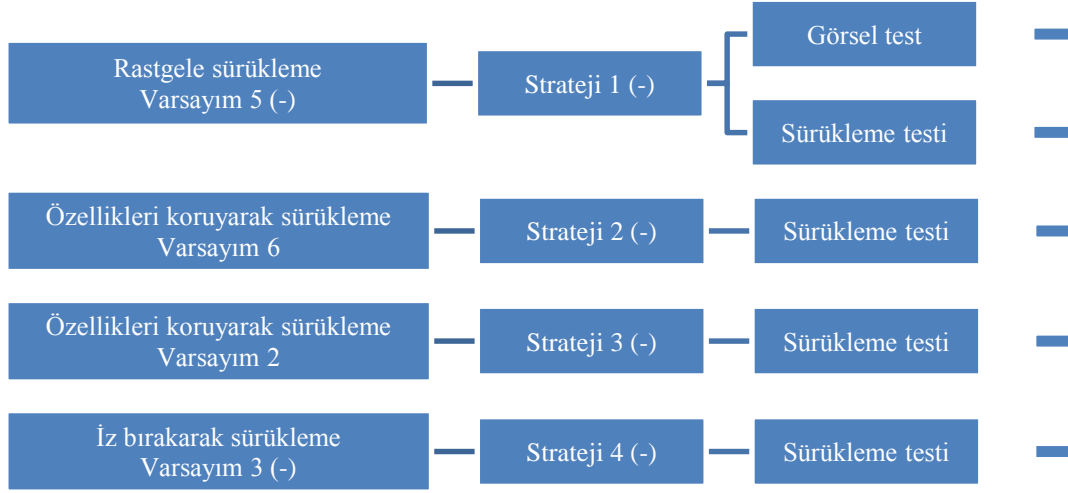 Rastgele sürükleme
Varsayım 5 (-)
Strateji 1 (-)
Görsel test
Sürükleme testi
Özellikleri koruyarak sürükleme
Varsayım 6
Strateji 2 (-)
Sürükleme testi
Özellikleri koruyarak sürükleme
Varsayım 2
Strateji 3 (-)
Sürükleme testi
İz bırakarak sürükleme
Varsayım 3 (-)
Strateji 4 (-)
Sürükleme testi